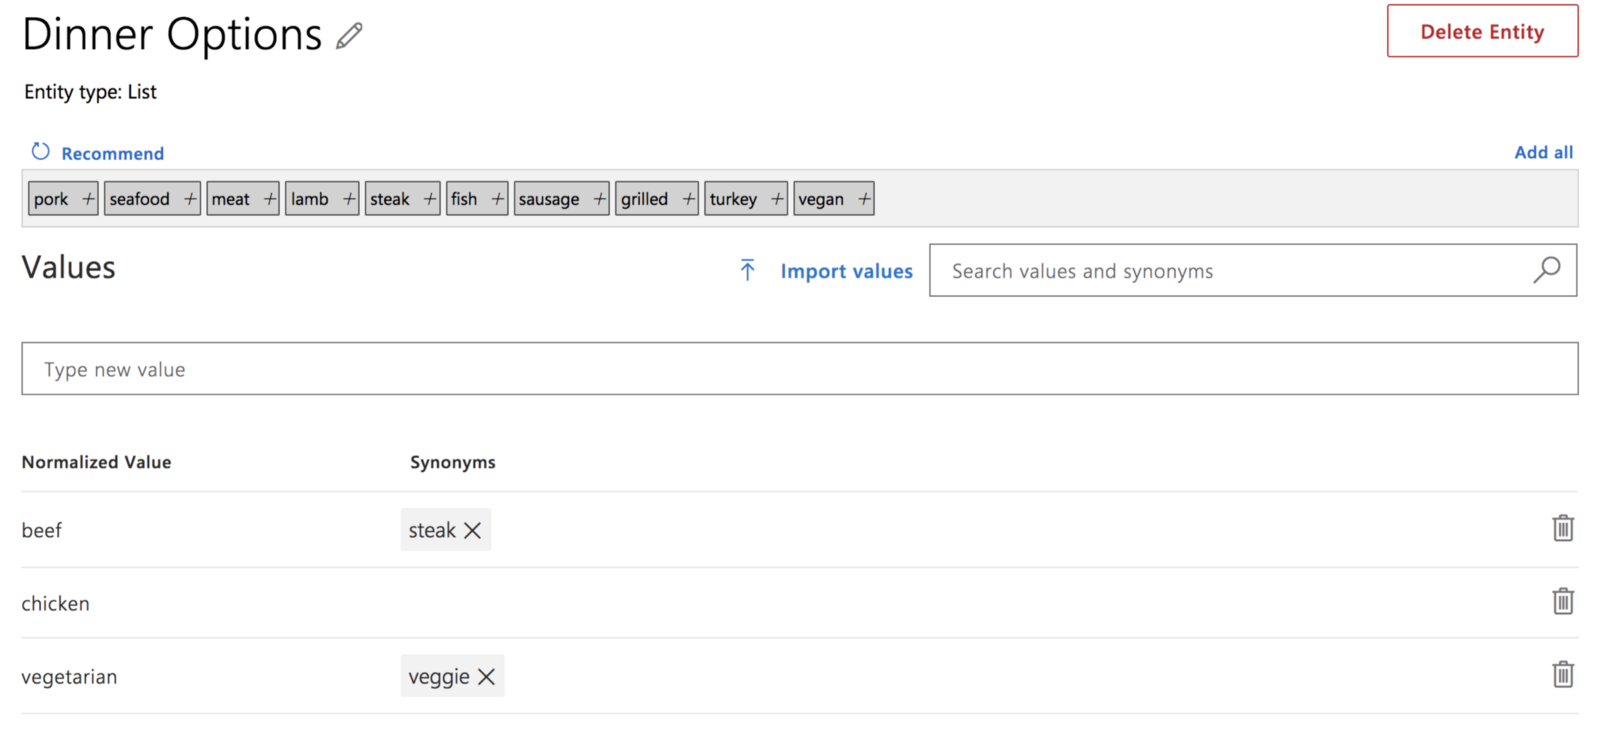 Dinner Options
Delete Entity
Entity type: List
Recommend
Add all
pork + seafood + meat + lamb + steak + fish + sausage + grilled + turkey + vegan +
Values
Import values
Search values and synonyms
Type new value
Normalized Value Synonyms
beef steak
chicken
vegetarian veggie